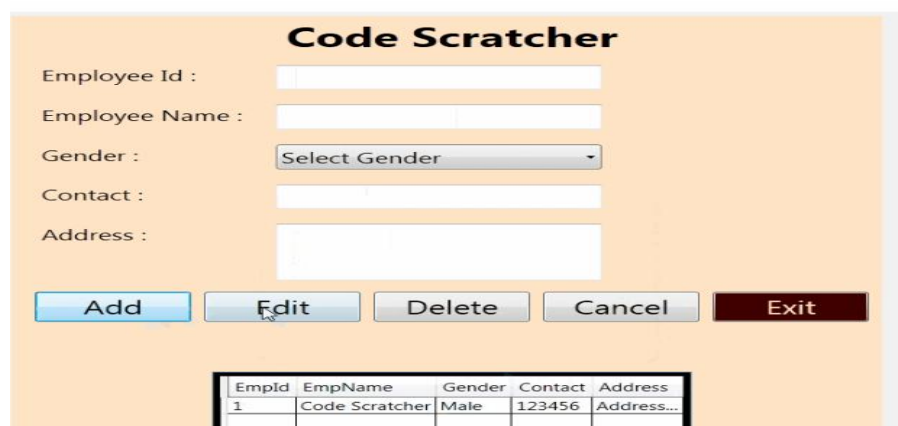 Code Scratcher
Employee Id :
Employee Name :
Gender : Select Gender
Contact :
Address :
Add Edit Delete Cancel Exit
EmpId EmpName Gender Contact Address
1 Code Scratcher Male 123456 Address...